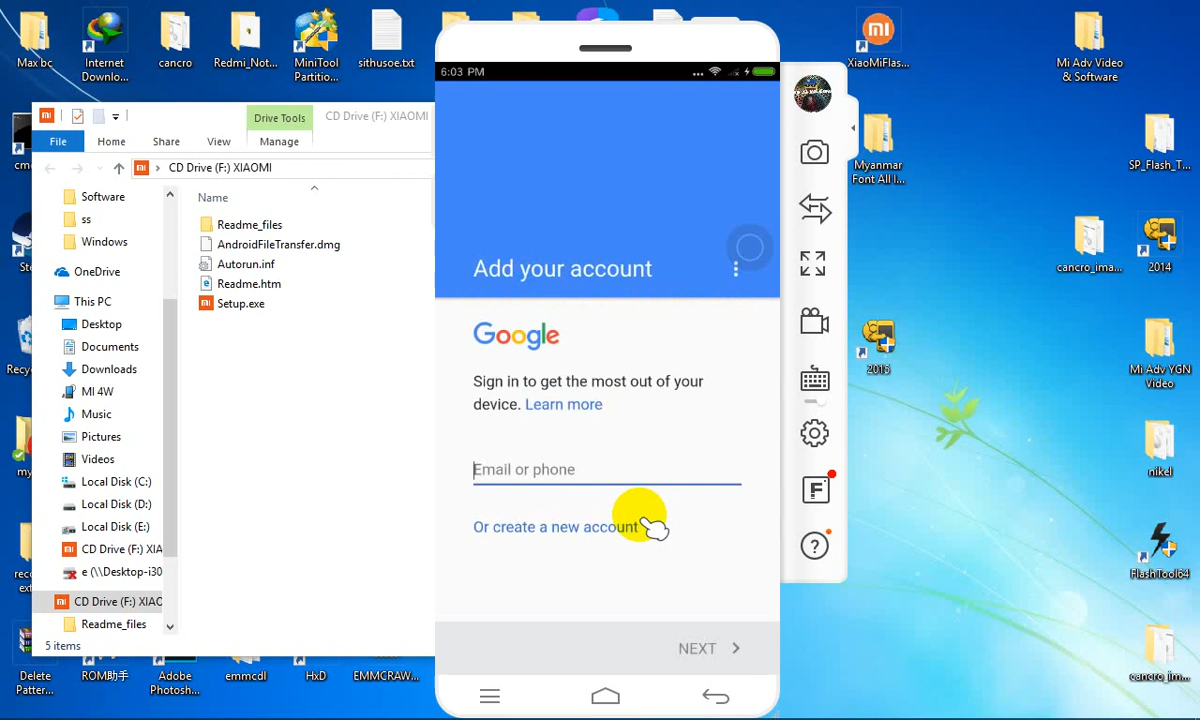 Max bc
Internet
Downlo...
cancro
Redmi_Not...
MiniTool
Partitio...
sithusoe.txt
XiaoMiFlas...
Mi Adv Video
& Software
6:03 PM
Drive Tools
CD Drive (F:) XIAOMI
File
Home
Share
View
Manage
CD Drive (F:) XIAOMI
Software
ss
Windows
OneDrive
This PC
Desktop
Documents
Downloads
MI 4W
Music
Pictures
Videos
Local Disk (C:)
Local Disk (D:)
Local Disk (E:)
CD Drive (F:) XIA
e (\\Desktop-i30
CD Drive (F:) XIAO
Readme_files
5 items
Name
Readme_files
AndroidFileTransfer.dmg
Autorun.inf
Readme.htm
Setup.exe
Add your account
Google
Sign in to get the most out of your
device. Learn more
Email or phone
Or create a new account
NEXT
Myanmar
Font All I...
SP_Flash_T...
cancro_ima...
2014
Mi Adv YGN
Video
nikel
FlashTool64
cancro_im...
Delete
Patter...
ROM助手
Adobe
Photosh...
emmcdl
HxD
EMMCRAW...